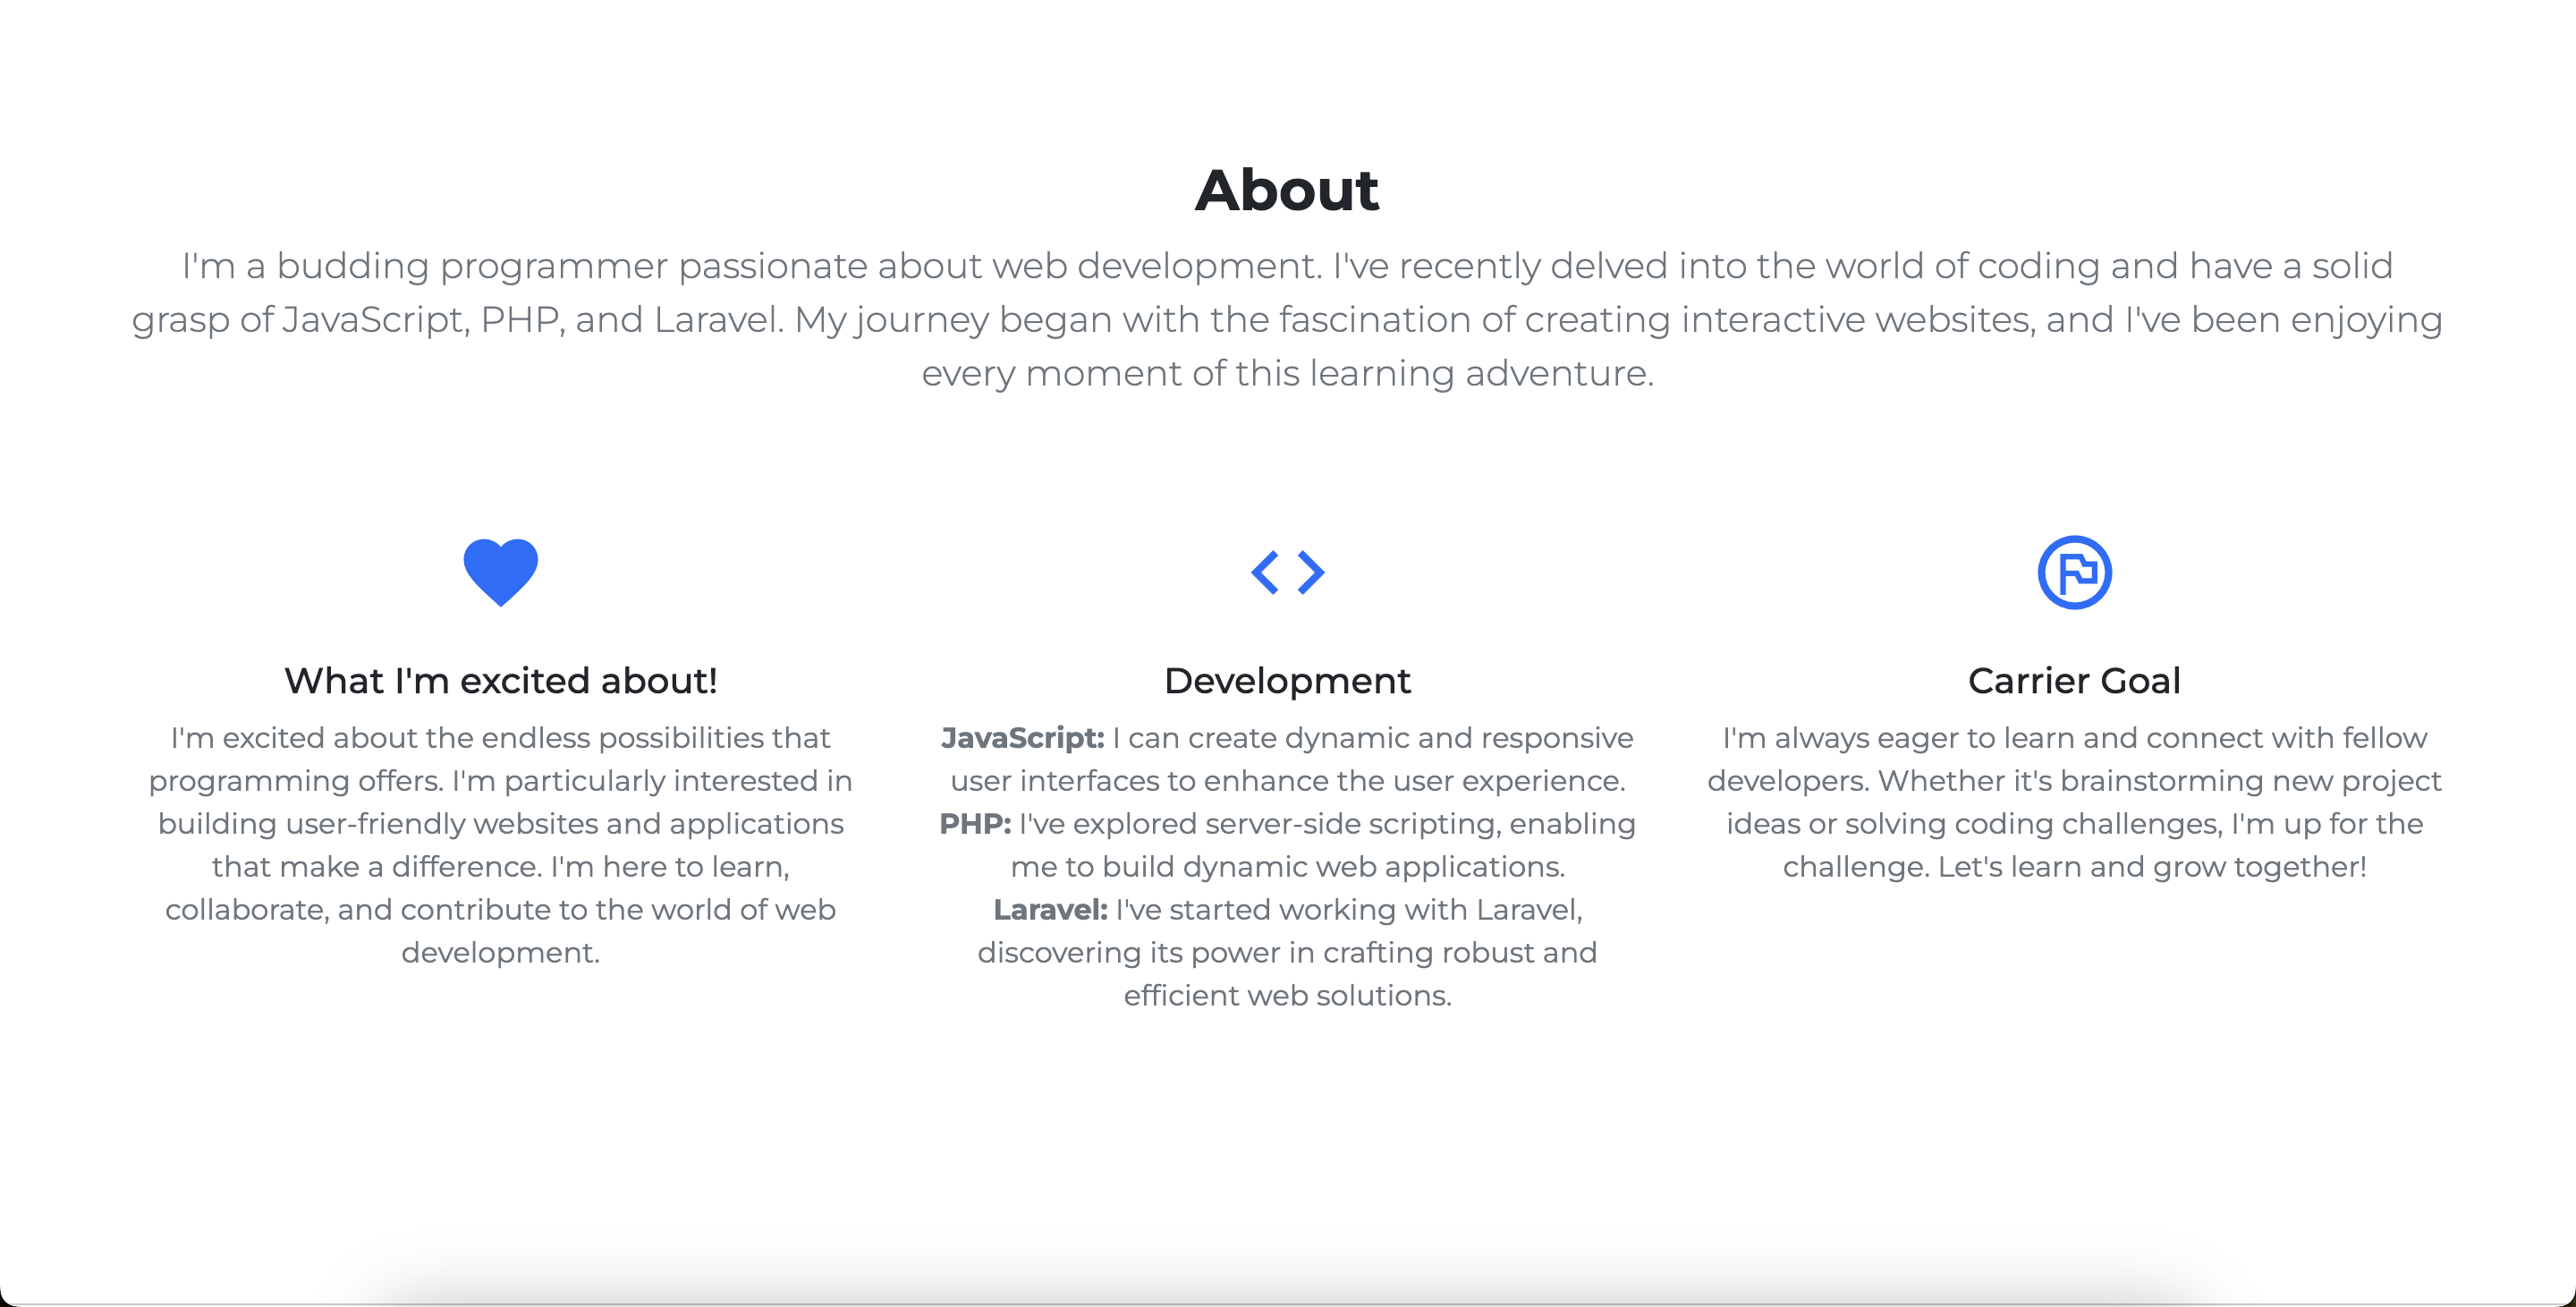 About
I'm a budding programmer passionate about web development. I've recently delved into the world of coding and have a solid
grasp of JavaScript, PHP, and Laravel. My journey began with the fascination of creating interactive websites, and I've been enjoying
every moment of this learning adventure.
What I'm excited about!
I'm excited about the endless possibilities that
programming offers. I'm particularly interested in
building user-friendly websites and applications
that make a difference. I'm here to learn,
collaborate, and contribute to the world of web
development.
Development
JavaScript: I can create dynamic and responsive
user interfaces to enhance the user experience.
PHP: I've explored server-side scripting, enabling
me to build dynamic web applications.
Laravel: I've started working with Laravel,
discovering its power in crafting robust and
efficient web solutions.
Carrier Goal
I'm always eager to learn and connect with fellow
developers. Whether it's brainstorming new project
ideas or solving coding challenges, I'm up for the
challenge. Let's learn and grow together!